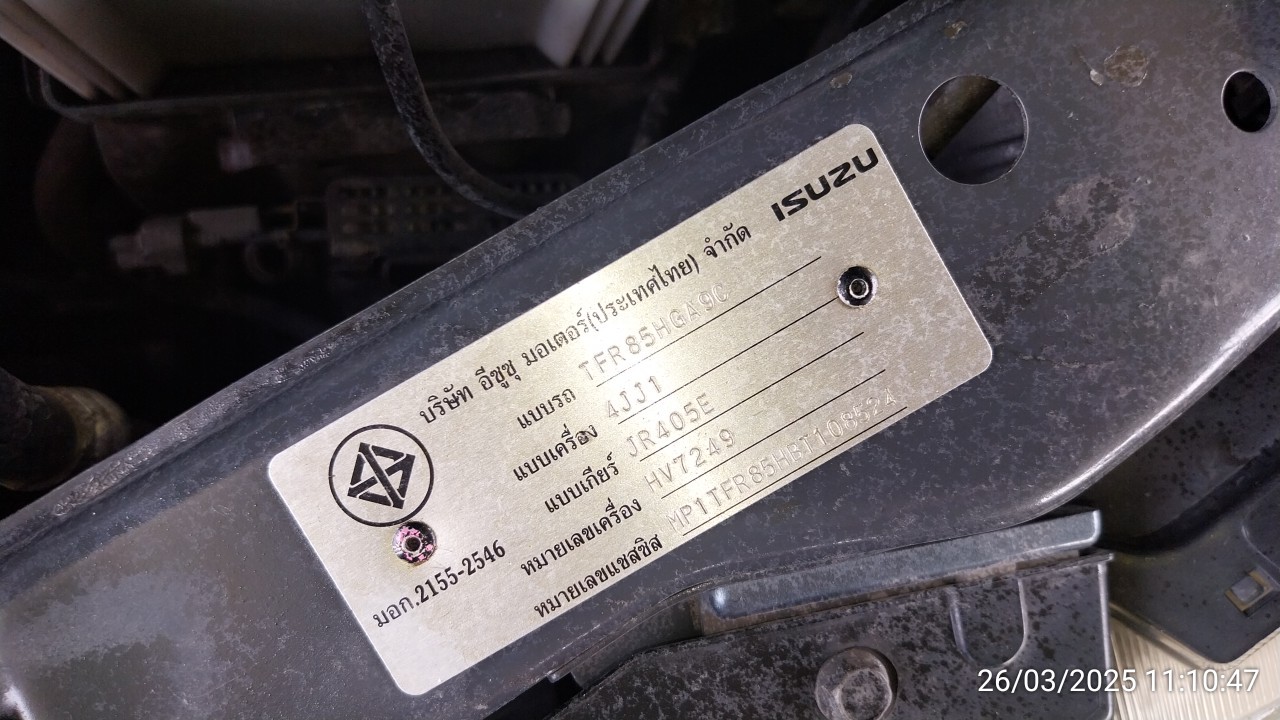 ISUZU
บริษัท อีซูซุ มอเตอร์(ประเทศไทย) จำกัด
แบบรถ TFR85HGA9C
แบบเครื่อง 4JJ1
แบบเกียร์ JR405E
หมายเลขเครื่อง HV7249
หมายเลขแชสซิส MP1TFR85HBT108524
มอก.2155-2546
26/03/2025 11:10:47